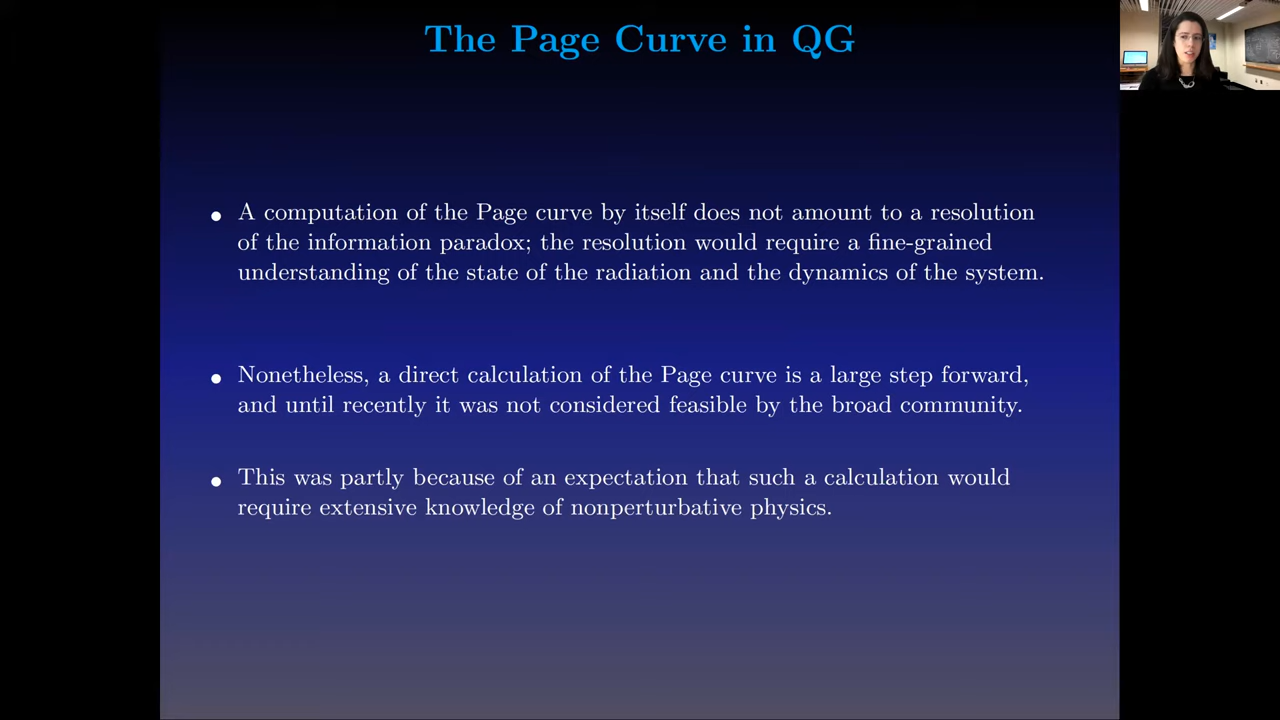 The Page Curve in QG
• A computation of the Page curve by itself does not amount to a resolution
of the information paradox; the resolution would require a fine-grained
understanding of the state of the radiation and the dynamics of the system.
• Nonetheless, a direct calculation of the Page curve is a large step forward,
and until recently it was not considered feasible by the broad community.
• This was partly because of an expectation that such a calculation would
require extensive knowledge of nonperturbative physics.